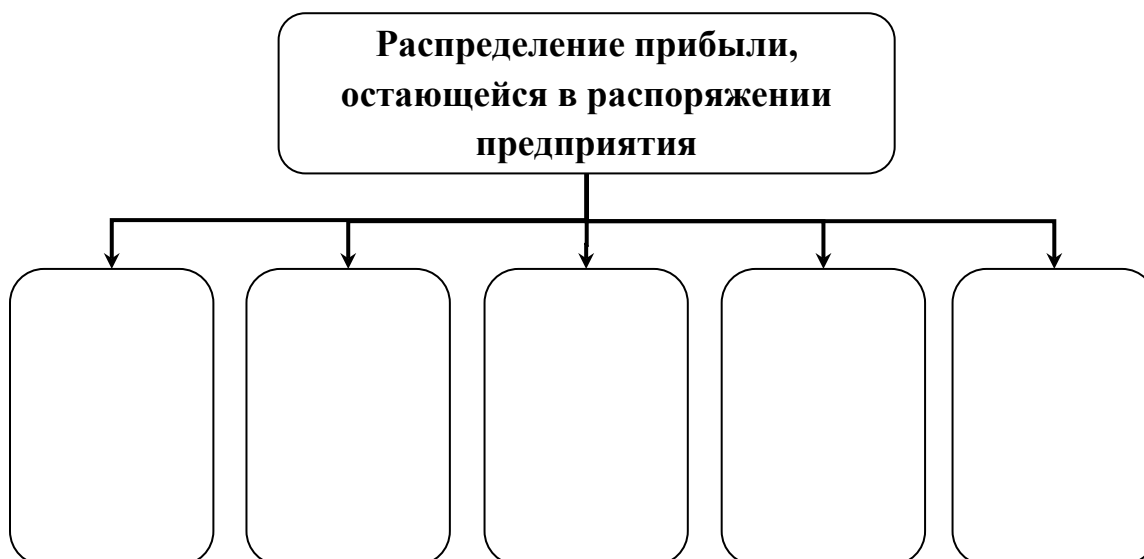 Распределение прибыли,
остающейся в распоряжении
предприятия